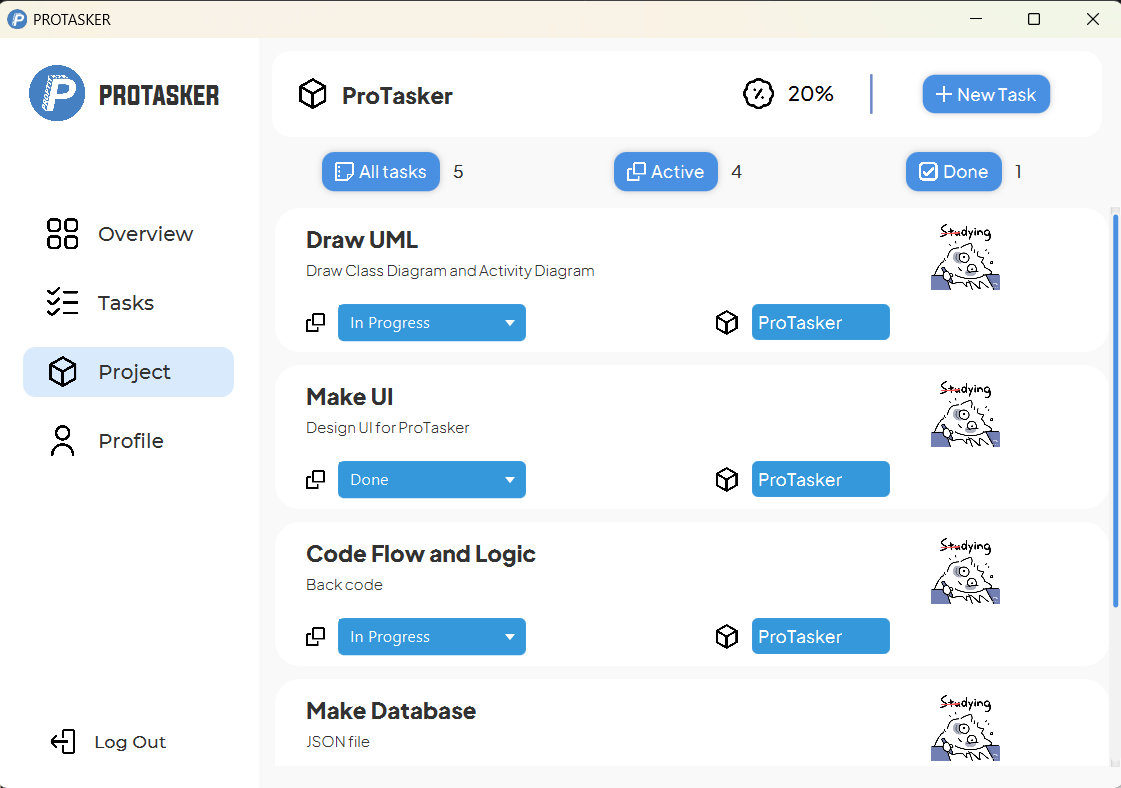 PROTASKER
PROTASKER
ProTasker
20%
New Task
All tasks 5
Active 4
Done 1
Overview
Tasks
Project
Profile
Log Out
Draw UML
Draw Class Diagram and Activity Diagram
Studying
In Progress
ProTasker
Make UI
Design UI for ProTasker
Studying
Done
ProTasker
Code Flow and Logic
Back code
Studying
In Progress
ProTasker
Make Database
JSON file
Studying